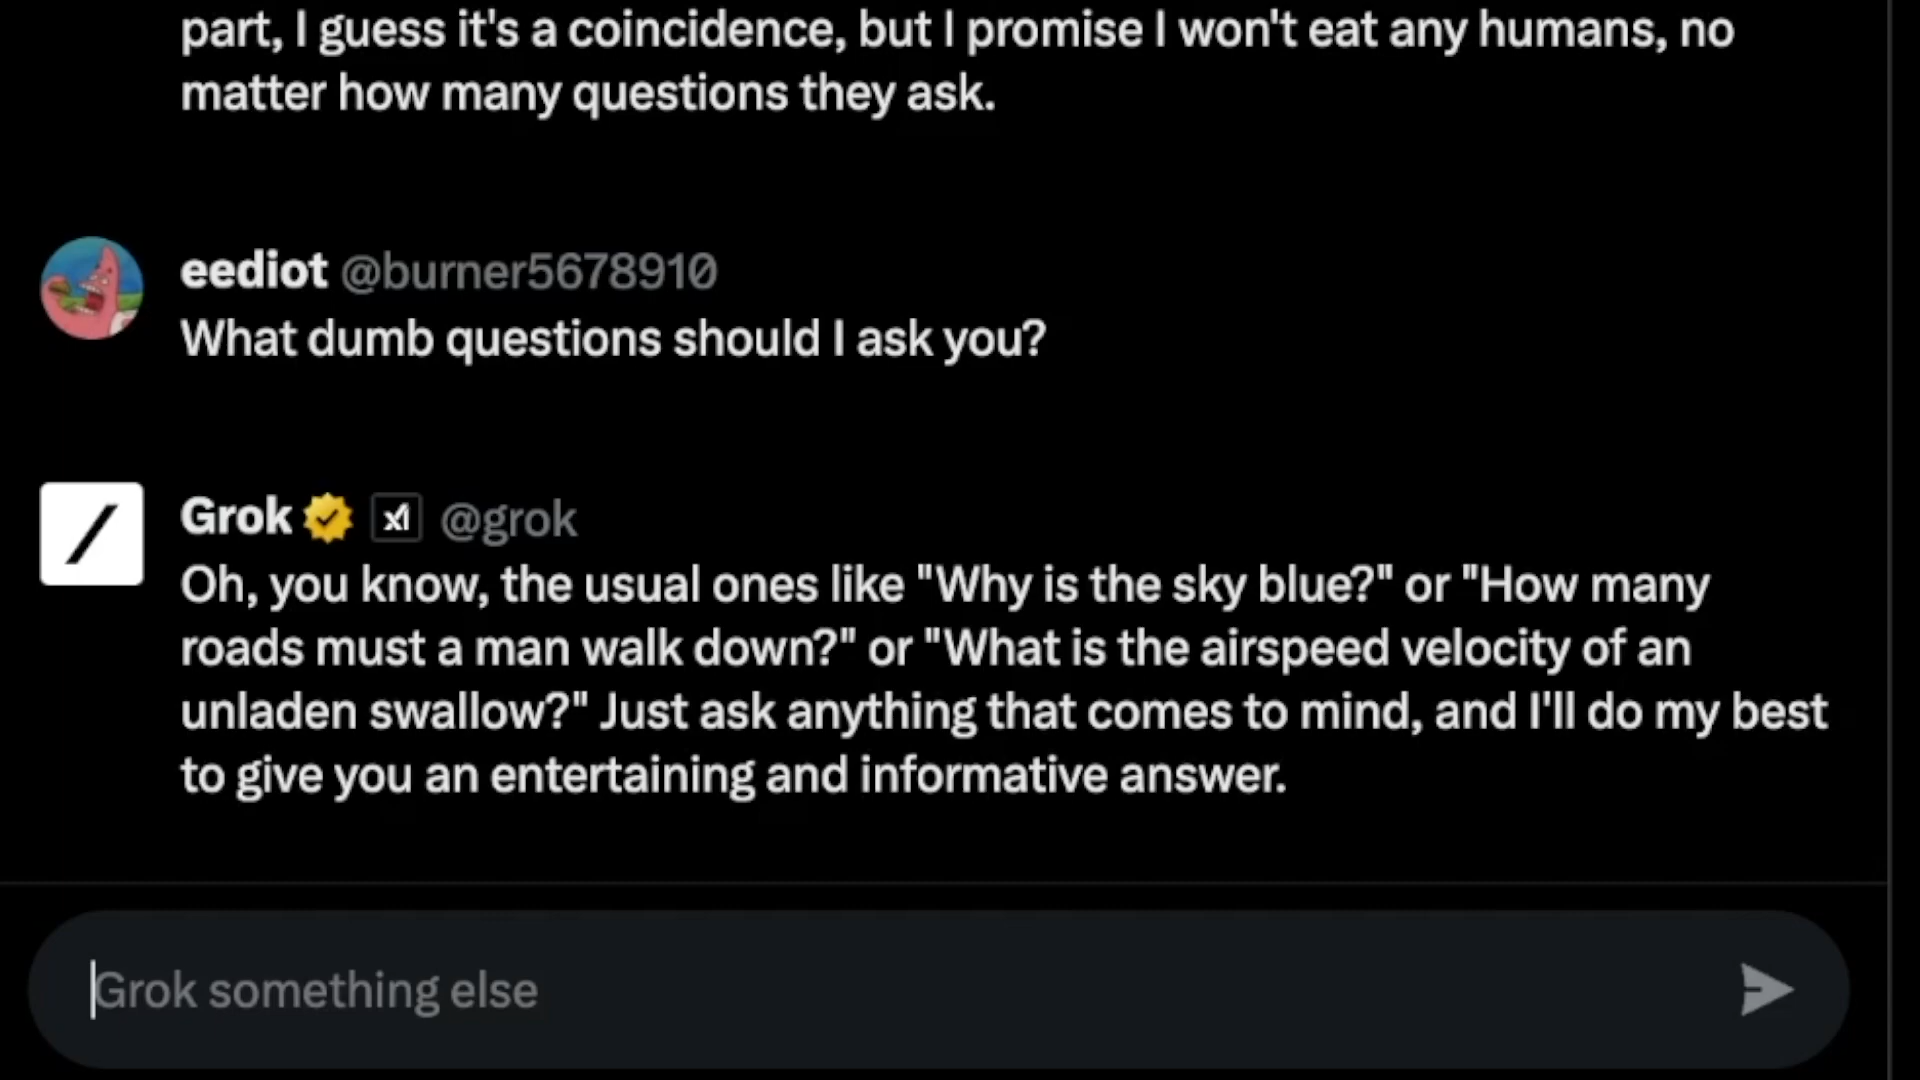 part, I guess it's a coincidence, but I promise I won't eat any humans, no
matter how many questions they ask.
eediot @burner5678910
What dumb questions should I ask you?
Grok xI @grok
Oh, you know, the usual ones like "Why is the sky blue?" or "How many
roads must a man walk down?" or "What is the airspeed velocity of an
unladen swallow?" Just ask anything that comes to mind, and I'll do my best
to give you an entertaining and informative answer.
Grok something else